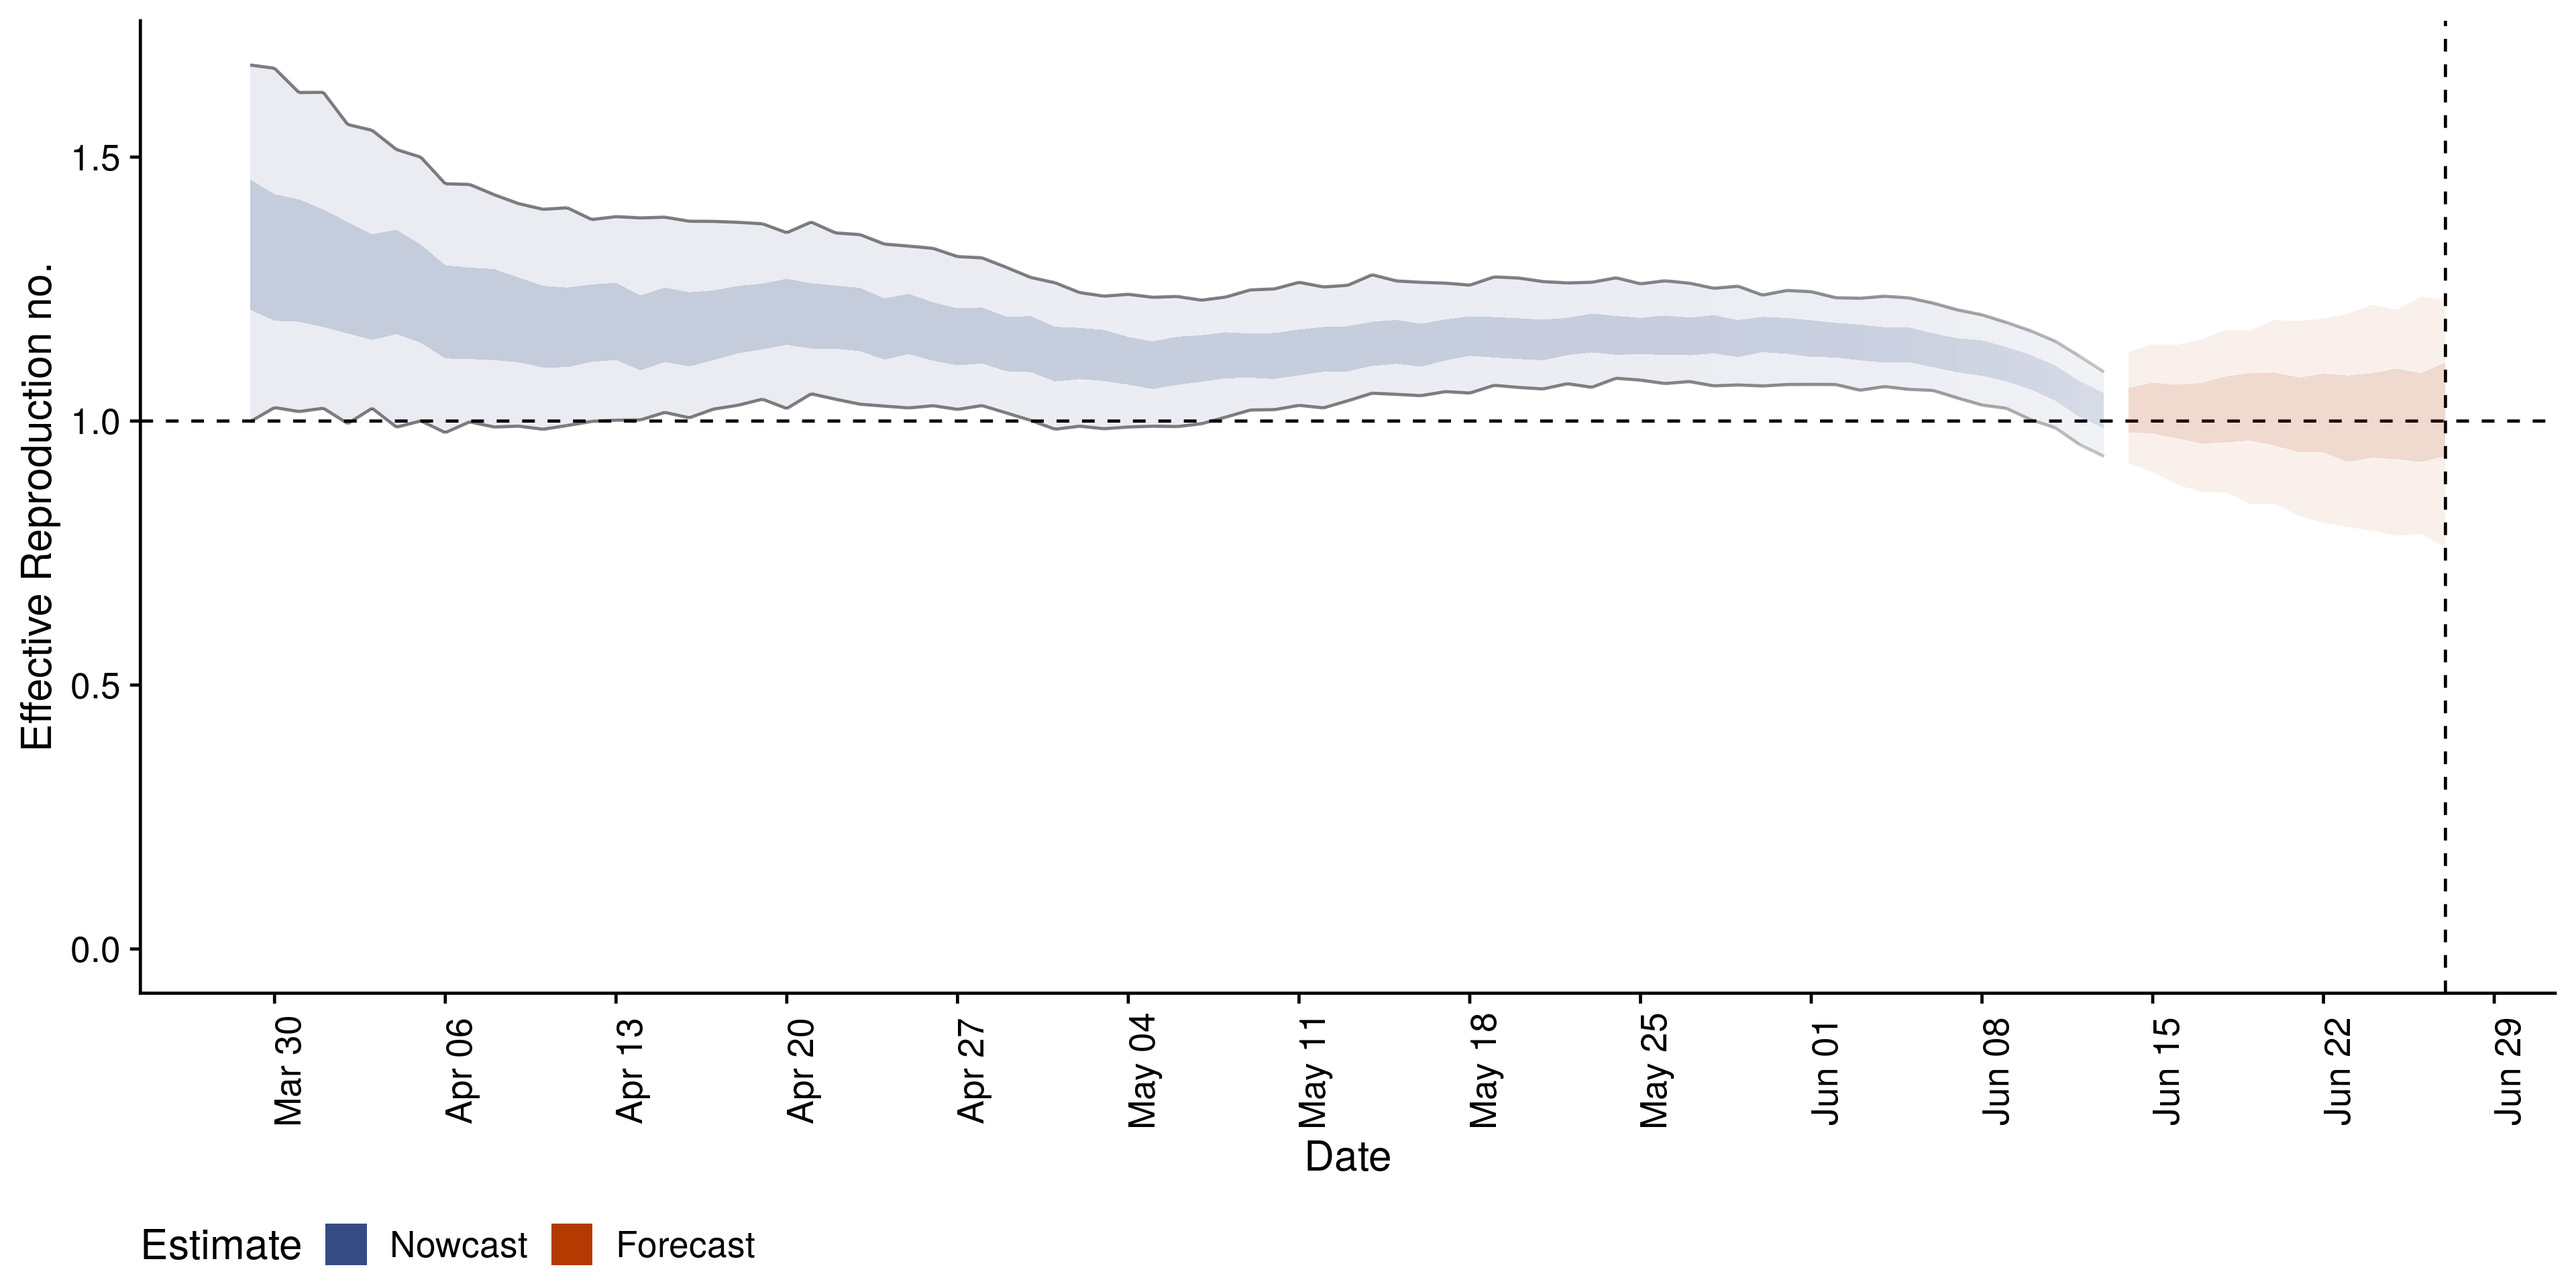 Effective Reproduction no.
1.5
1.0
0.5
0.0
Mar 30
Apr 06
Apr 13
Apr 20
Apr 27
May 04
May 11
May 18
May 25
Jun 01
Jun 08
Jun 15
Jun 22
Jun 29
Date
Estimate Nowcast Forecast